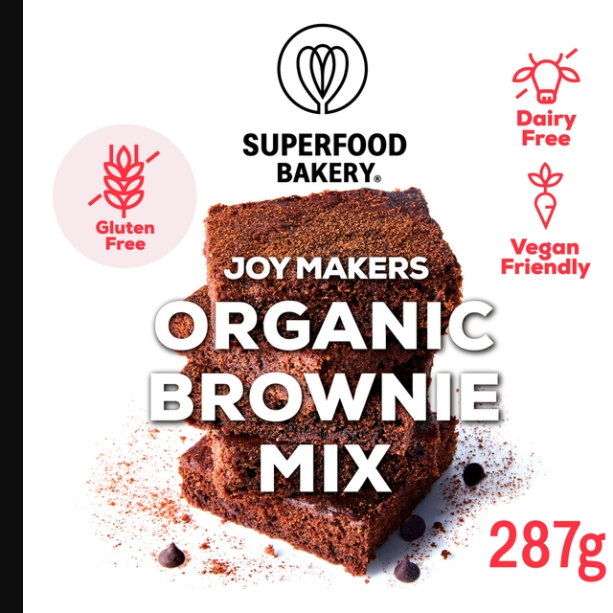 SUPERFOOD
BAKERY®
Dairy
Free
Gluten
Free
Vegan
Friendly
JOY MAKERS
ORGANIC
BROWNIE
MIX
287g